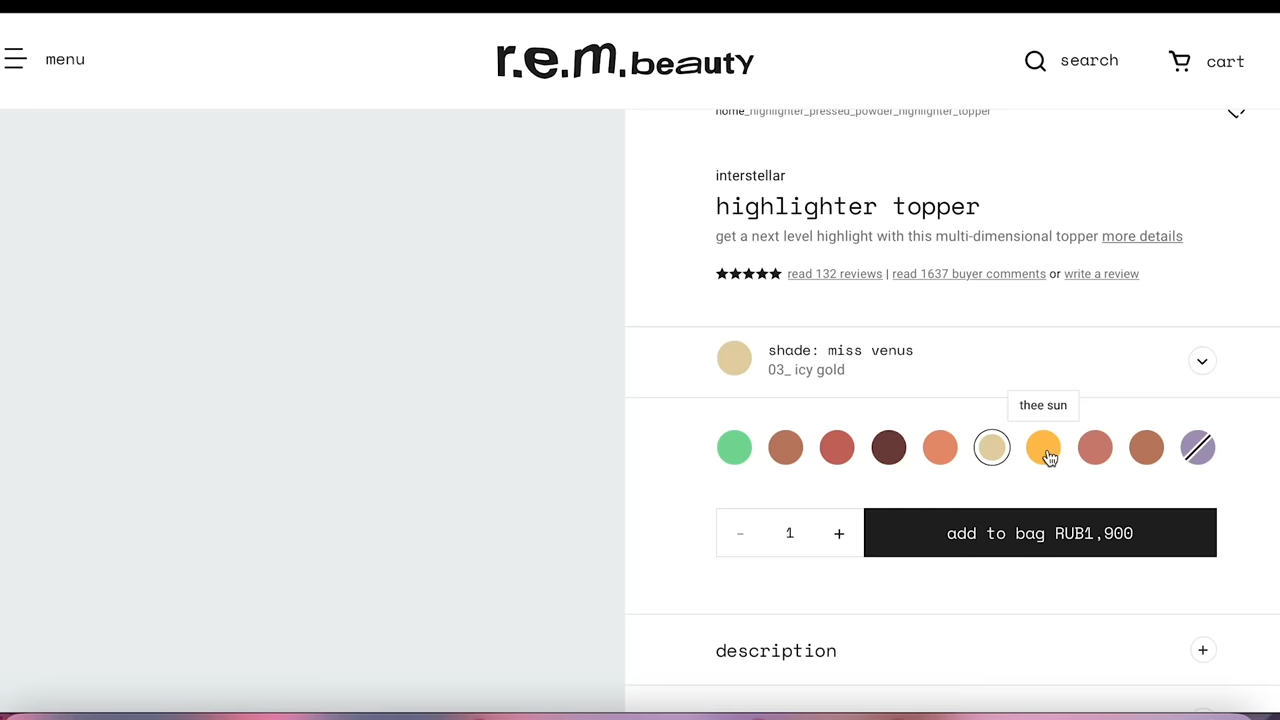 menu
r.e.m.beauty
search
cart
home_highlighter_pressed_powder_highlighter_topper
interstellar
highlighter topper
get a next level highlight with this multi-dimensional topper more details
read 132 reviews | read 1637 buyer comments or write a review
shade: miss venus
03_ icy gold
thee sun
- 1 +
add to bag RUB1,900
description
+